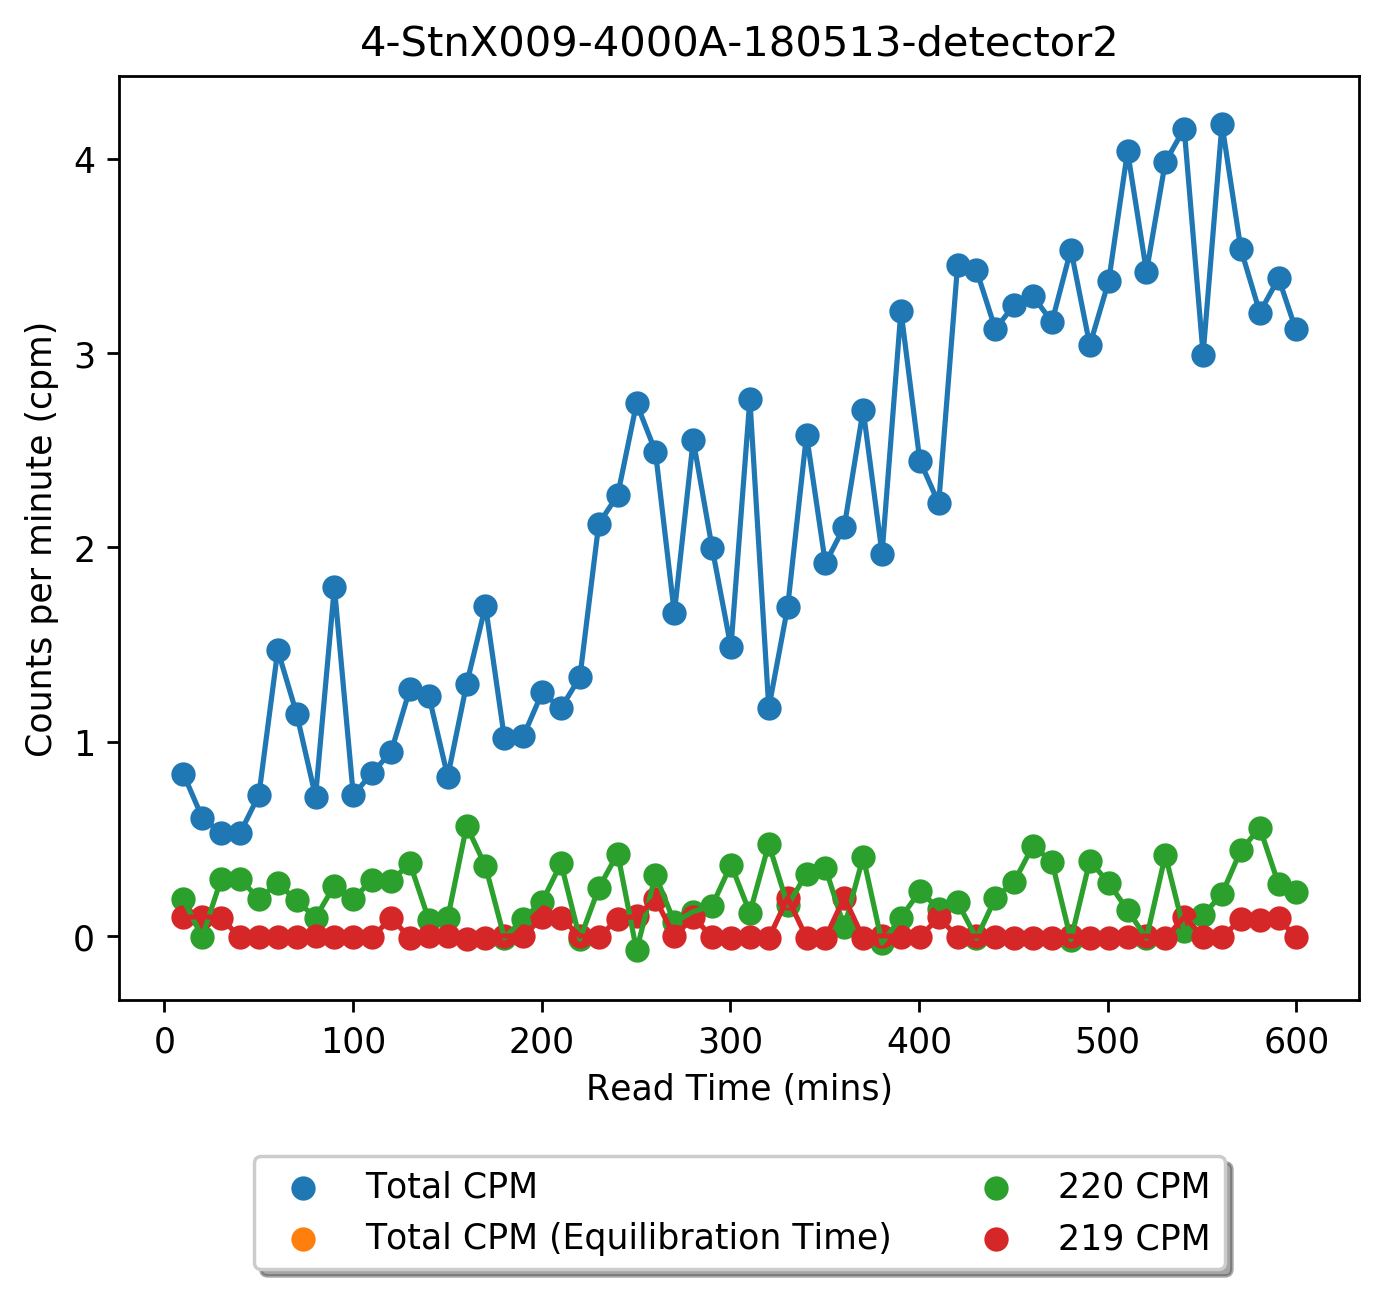 4-StnX009-4000A-180513-detector2
Counts per minute (cpm)
4
3
2
1
0
0 100 200 300 400 500 600
Read Time (mins)
Total CPM 220 CPM
Total CPM (Equilibration Time) 219 CPM